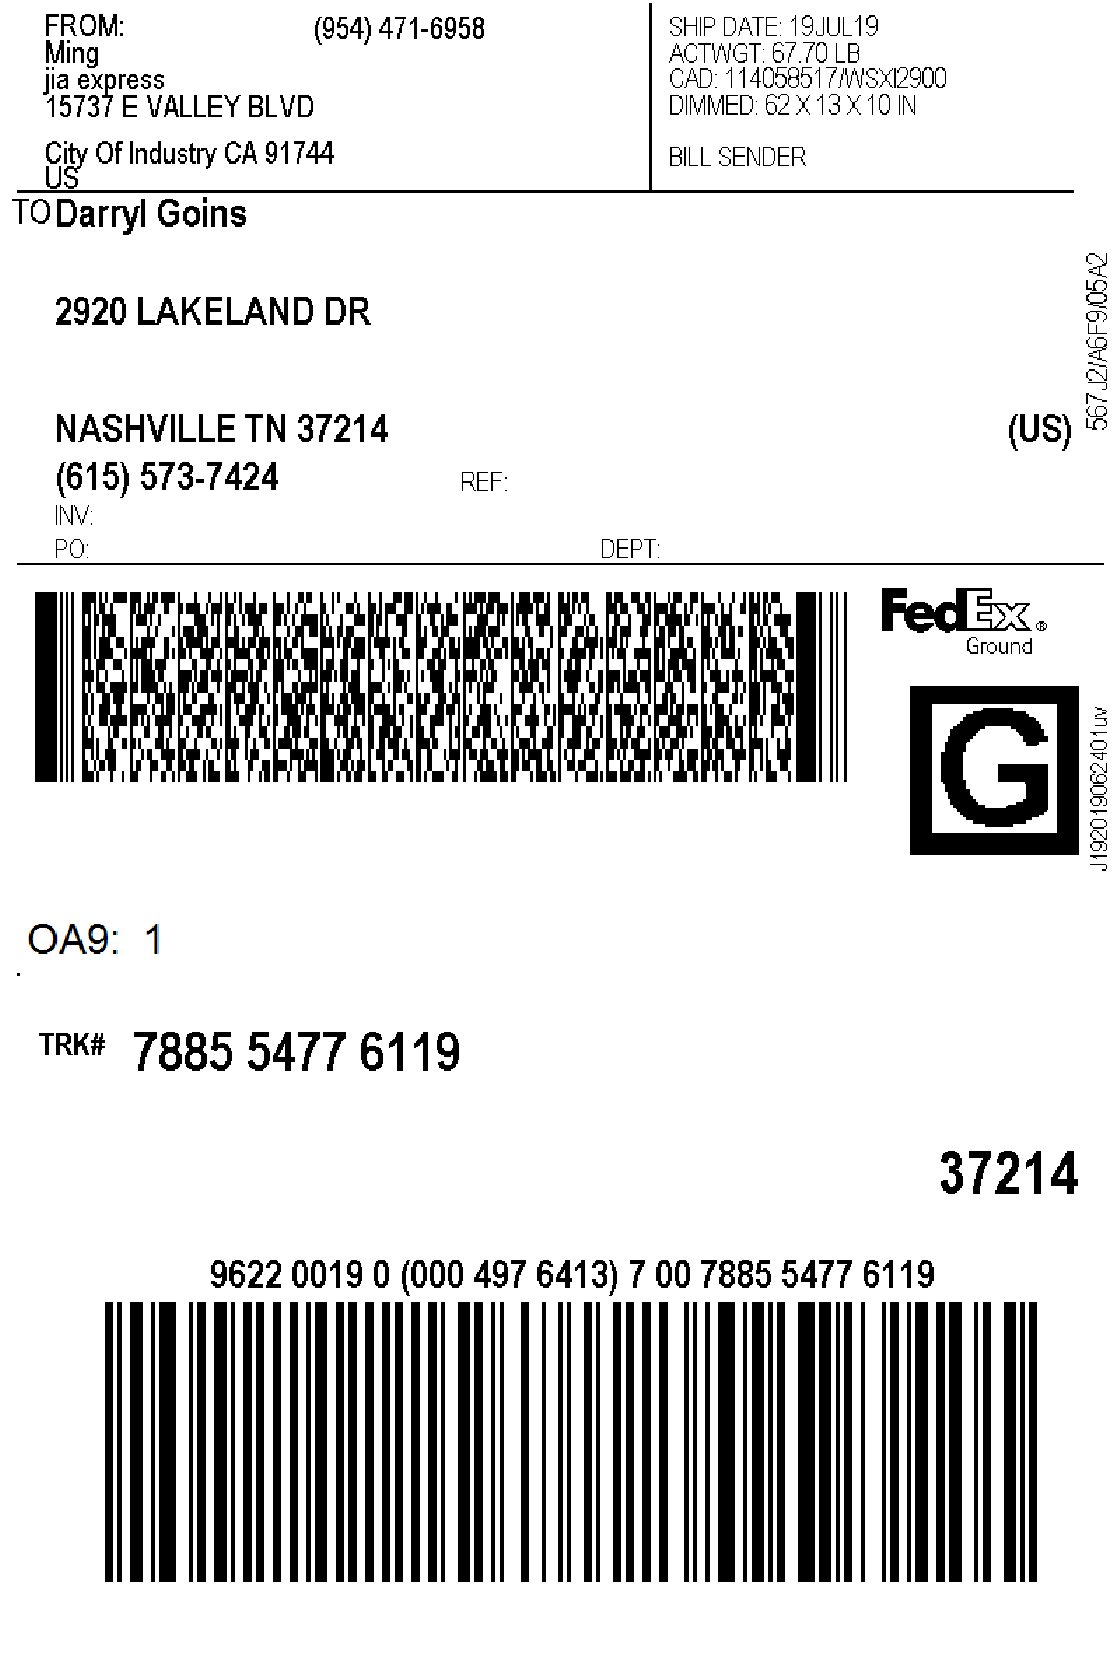 FROM: (954) 471-6958
Ming
jia express
15737 E VALLEY BLVD
City Of Industry CA 91744
US
SHIP DATE: 19JUL19
ACTWGT: 67.70 LB
CAD: 114058517/WSXI2900
DIMMED: 62 X 13 X 10 IN
BILL SENDER
TO Darryl Goins
2920 LAKELAND DR
NASHVILLE TN 37214 (US)
(615) 573-7424 REF:
INV:
PO: DEPT:
567J2/A6F9/05A2
FedEx®
Ground
G
J192019062401uv
OA9: 1
.
TRK# 7885 5477 6119
37214
9622 0019 0 (000 497 6413) 7 00 7885 5477 6119